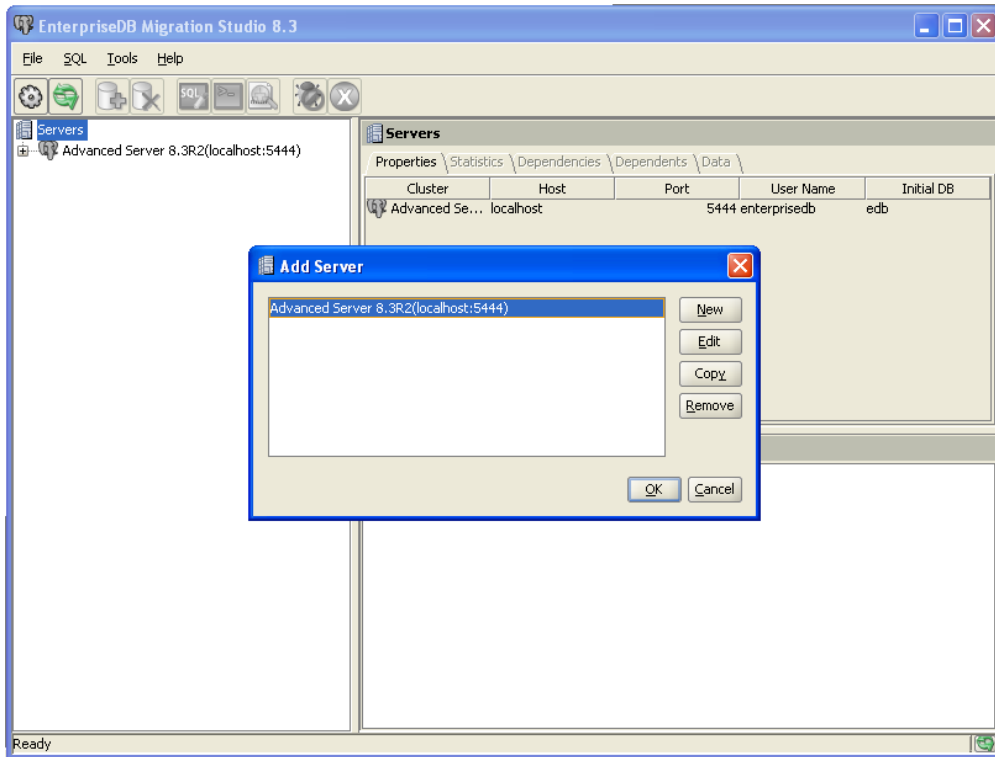 EnterpriseDB Migration Studio 8.3
File SQL Tools Help
SQL
Servers
Advanced Server 8.3R2(localhost:5444)
Servers
Properties Statistics Dependencies Dependents Data
Cluster Host Port User Name Initial DB
Advanced Se... localhost 5444 enterprisedb edb
Add Server
Advanced Server 8.3R2(localhost:5444)
New
Edit
Copy
Remove
OK Cancel
Ready